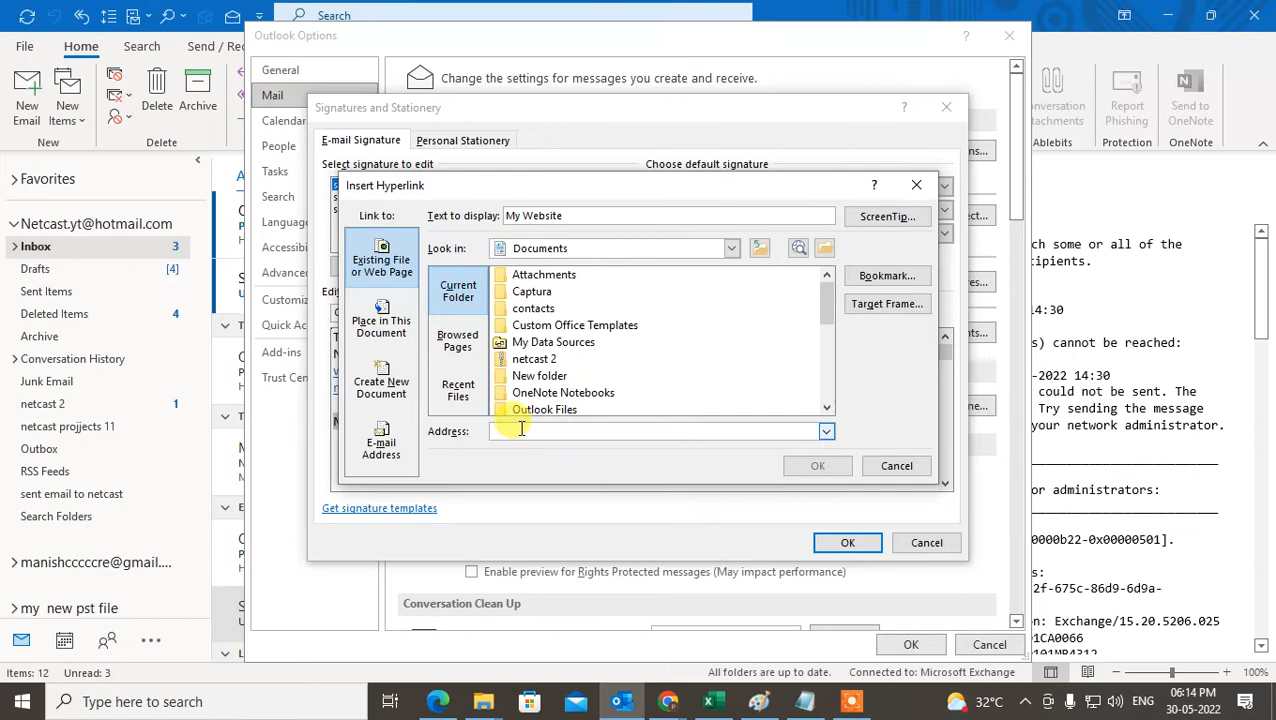 Search
File
Home
Search
Send / Re
New
Email
New
Items
Delete
Archive
New
Delete
Report
Phishing
Send to
OneNote
Ablebits
Protection
OneNote
Favorites
Netcast.yt@hotmail.com
Inbox 3
Drafts [4]
Sent Items
Deleted Items 4
Archive
Conversation History
Junk Email
netcast 2 1
netcast projjects 11
Outbox
RSS Feeds
sent email to netcast
Search Folders
manishcccccre@gmail....
my new pst file
Outlook Options
General
Mail
Calendar
People
Tasks
Search
Customiz
Quick Ac
Add-ins
Trust Cen
Change the settings for messages you create and receive.
Signatures and Stationery
E-mail Signature
Personal Stationery
Select signature to edit
Choose default signature
Insert Hyperlink
Link to:
Text to display: My Website
ScreenTip...
Existing File
or Web Page
Look in: Documents
Place in This
Document
Create New
Document
E-mail
Address
Current
Folder
Browsed
Pages
Recent
Files
Attachments
Captura
contacts
Custom Office Templates
My Data Sources
netcast 2
New folder
OneNote Notebooks
Outlook Files
Bookmark...
Target Frame...
Address:
OK
Cancel
Get signature templates
OK
Cancel
Enable preview for Rights Protected messages (May impact performance)
Conversation Clean Up
OK
Cancel
ch some or all of the
ipients.
14:30
s) cannot be reached:
-2022 14:30
could not be sent. The
Try sending the message
your network administrator.
or administrators:
0000b22-0x00000501].
s:
2f-675c-86d9-6d9a-
on: Exchange/15.20.5206.025
01CA0066
Items: 12
Unread: 3
All folders are up to date.
Connected to: Microsoft Exchange
100%
Type here to search
32°C
ENG
06:14 PM
30-05-2022